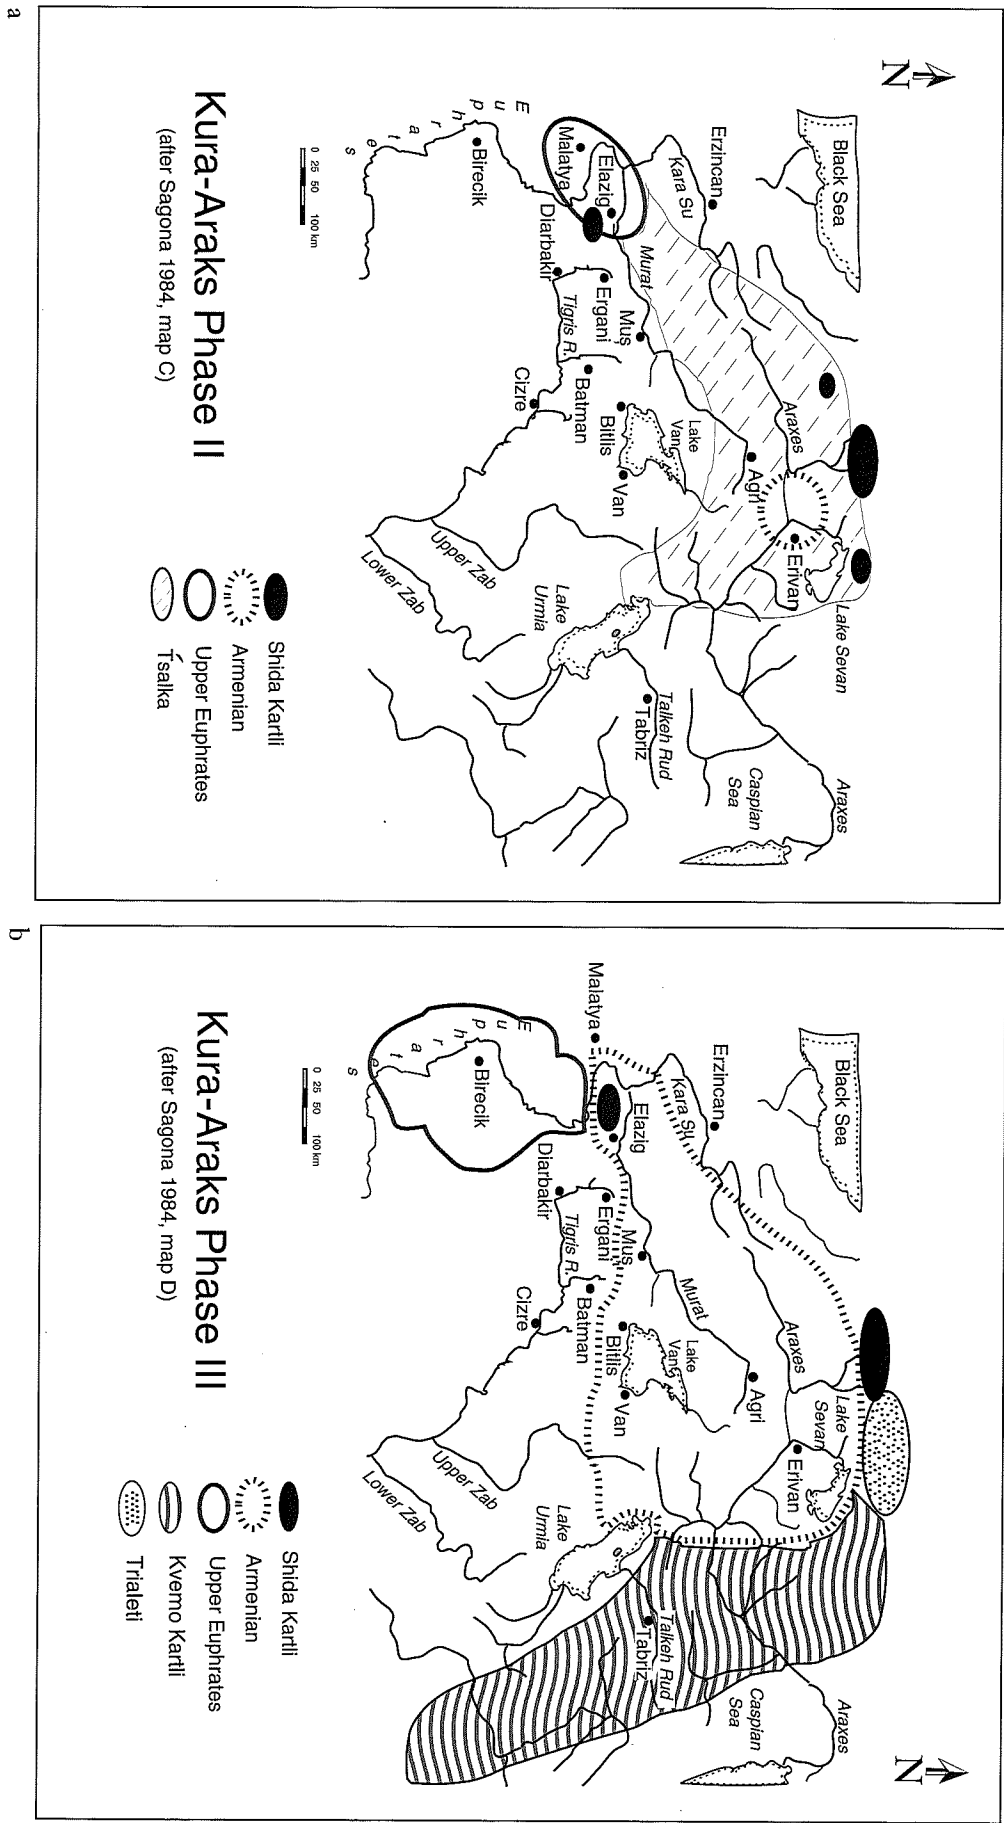 a
N
Black Sea
Erzincan
Kara Su
Malatya
Elazig
Murat
Euphrates
Birecik
Diarbakir
Ergani
Muş
Tigris R.
Batman
Cizre
Bitlis
Lake
Van
Van
Agri
Araxes
Erivan
Lake Sevan
Upper Zab
Lower Zab
Lake
Urmia
Talkeh Rud
Tabriz
Caspian
Sea
Araxes
0 25 50 100 km
Kura-Araks Phase II
(after Sagona 1984, map C)
Shida Kartli
Armenian
Upper Euphrates
T́salka
b
N
Black Sea
Erzincan
Kara Su
Malatya
Elazig
Euphrates
Birecik
Diarbakir
Ergani
Muş
Murat
Tigris R.
Batman
Cizre
Bitlis
Lake
Van
Van
Agri
Araxes
Lake
Sevan
Erivan
Upper Zab
Lower Zab
Lake
Urmia
Talkeh Rud
Tabriz
Caspian
Sea
Araxes
0 25 50 100 km
Kura-Araks Phase III
(after Sagona 1984, map D)
Shida Kartli
Armenian
Upper Euphrates
Kvemo Kartli
Trialeti